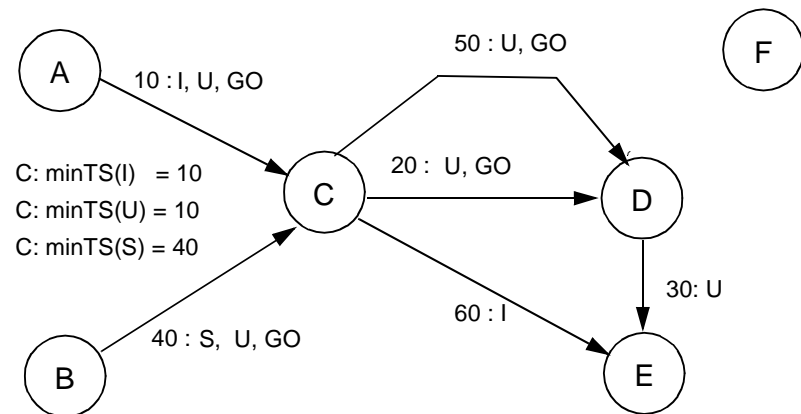 A
10 : I, U, GO
50 : U, GO
F
C: minTS(I) = 10
C: minTS(U) = 10
C: minTS(S) = 40
C
20 : U, GO
D
40 : S, U, GO
60 : I
30: U
B
E